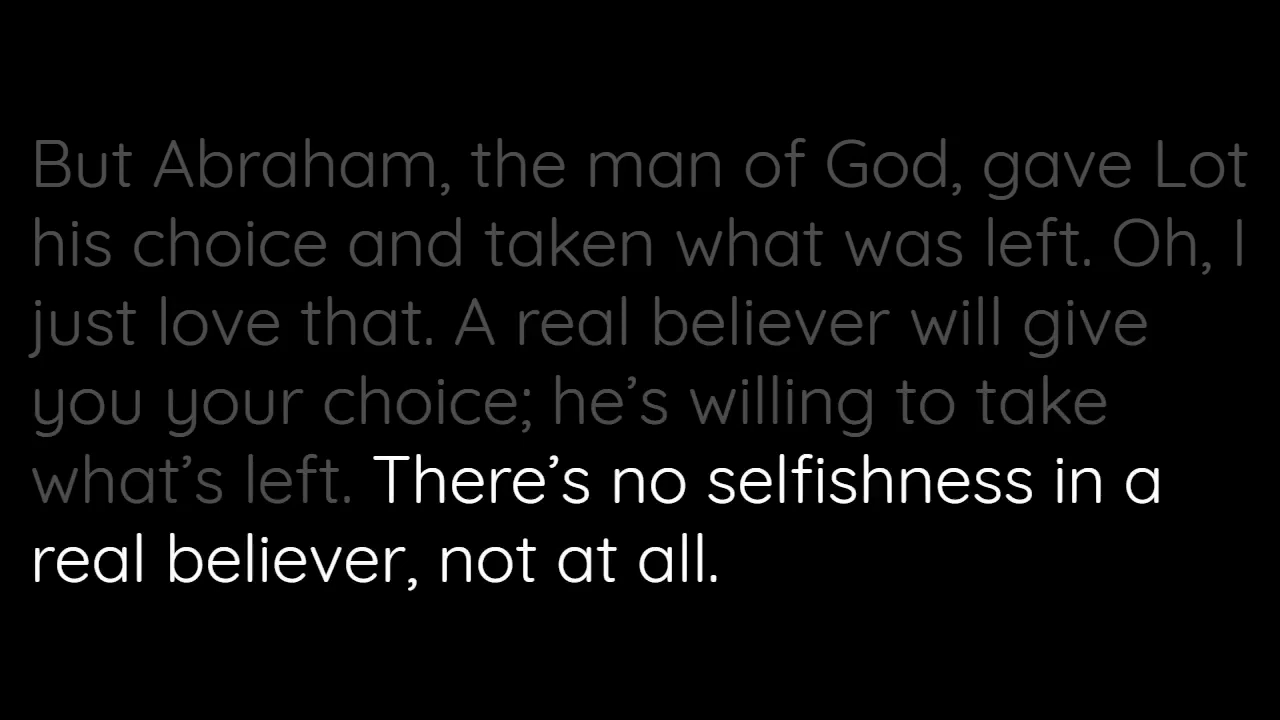 But Abraham, the man of God, gave Lot
his choice and taken what was left. Oh, I
just love that. A real believer will give
you your choice; he’s willing to take
what’s left. There’s no selfishness in a
real believer, not at all.